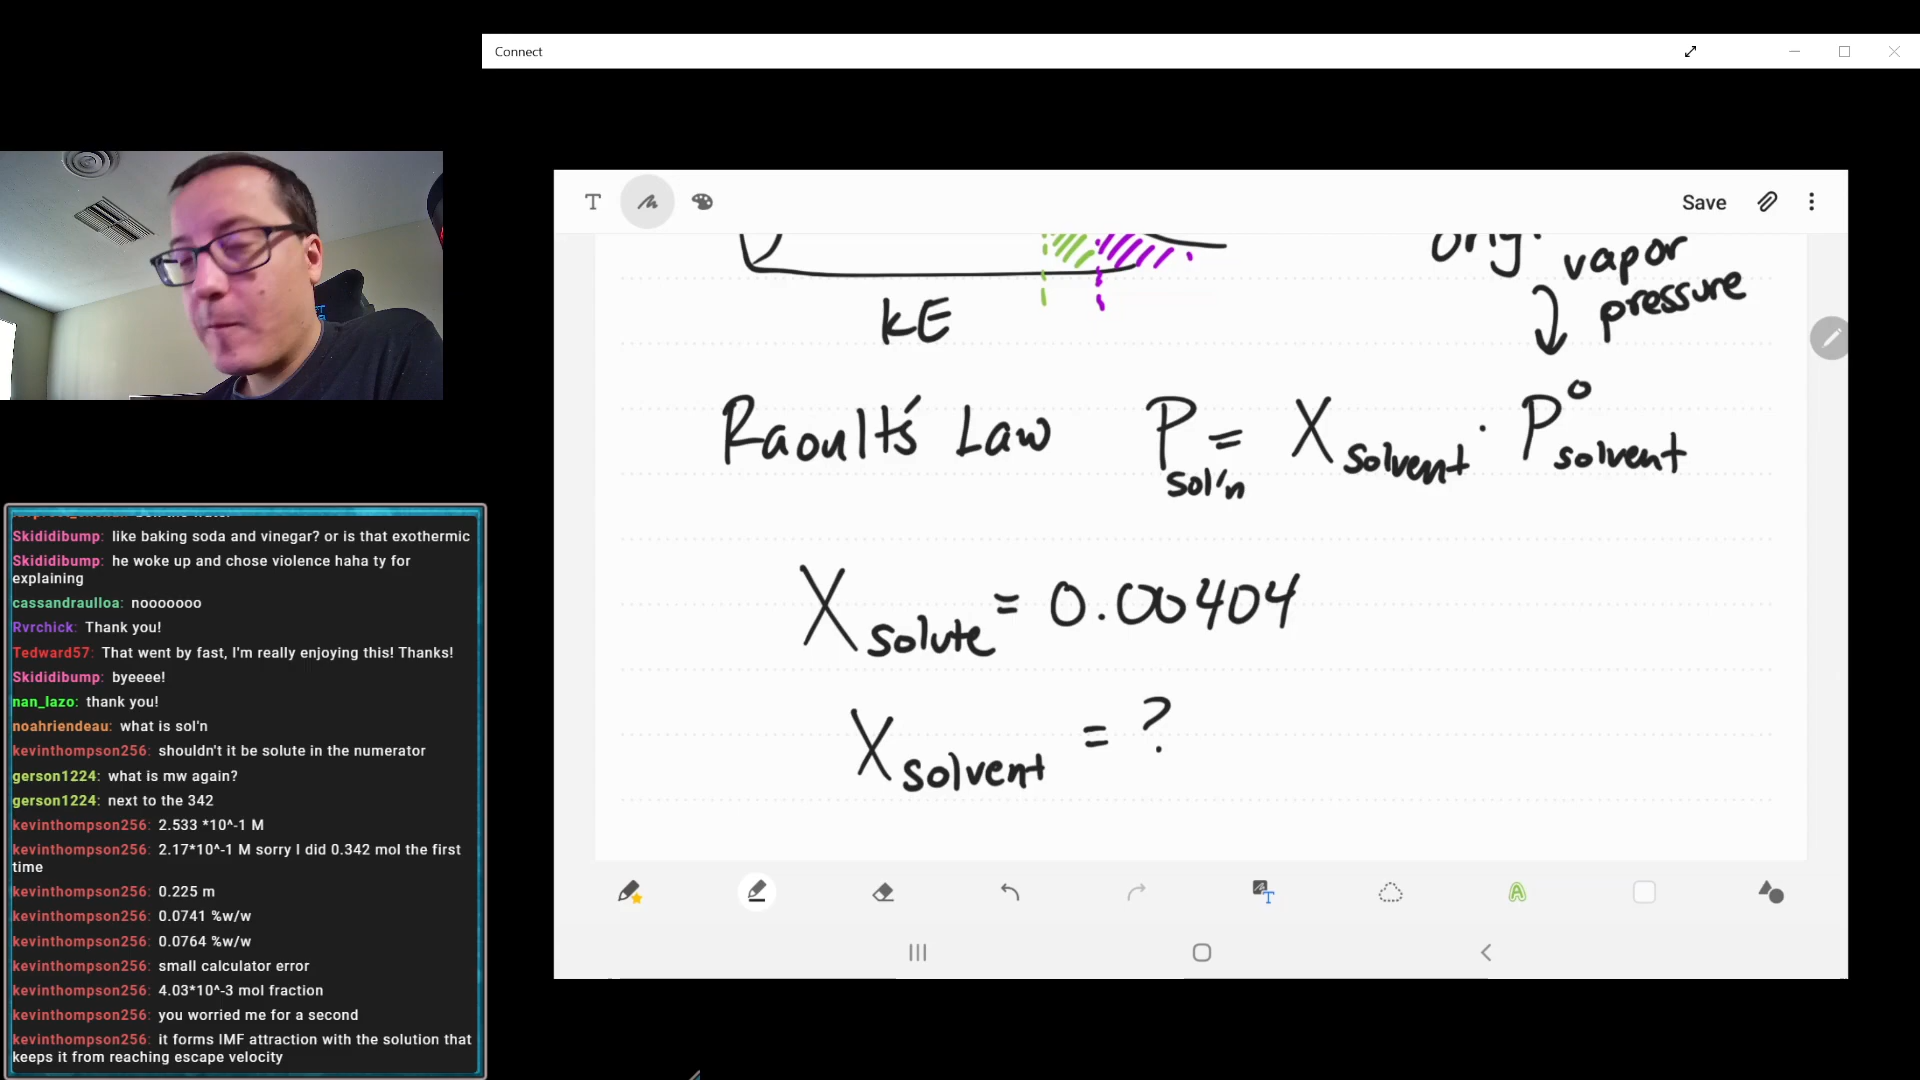 Connect
T
Save
orig.
vapor
pressure
KE
Raoult's Law P sol'n = X solvent · P° solvent
X solute = 0.00404
X solvent = ?
Skididibump: like baking soda and vinegar? or is that exothermic
Skididibump: he woke up and chose violence haha ty for
explaining
cassandraulloa: nooooooo
Rvrchick: Thank you!
Tedward57: That went by fast, I'm really enjoying this! Thanks!
Skididibump: byeeee!
nan_lazo: thank you!
noahriendeau: what is sol'n
kevinthompson256: shouldn't it be solute in the numerator
gerson1224: what is mw again?
gerson1224: next to the 342
kevinthompson256: 2.533 *10^-1 M
kevinthompson256: 2.17*10^-1 M sorry I did 0.342 mol the first
time
kevinthompson256: 0.225 m
kevinthompson256: 0.0741 %w/w
kevinthompson256: 0.0764 %w/w
kevinthompson256: small calculator error
kevinthompson256: 4.03*10^-3 mol fraction
kevinthompson256: you worried me for a second
kevinthompson256: it forms IMF attraction with the solution that
keeps it from reaching escape velocity